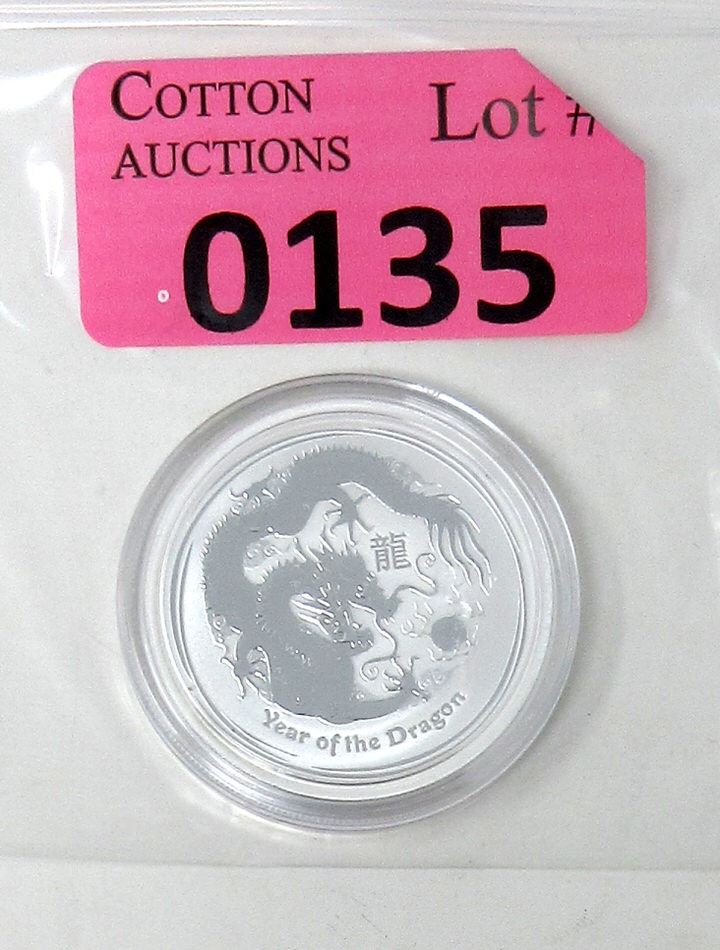 COTTON
AUCTIONS
Lot #
0135
龍
Year of the Dragon